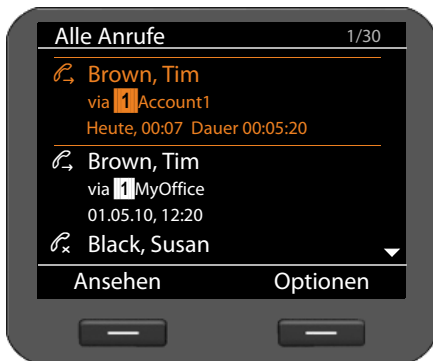 Alle Anrufe 1/30
Brown, Tim
via 1 Account1
Heute, 00:07 Dauer 00:05:20
Brown, Tim
via 1 MyOffice
01.05.10, 12:20
Black, Susan
Ansehen Optionen